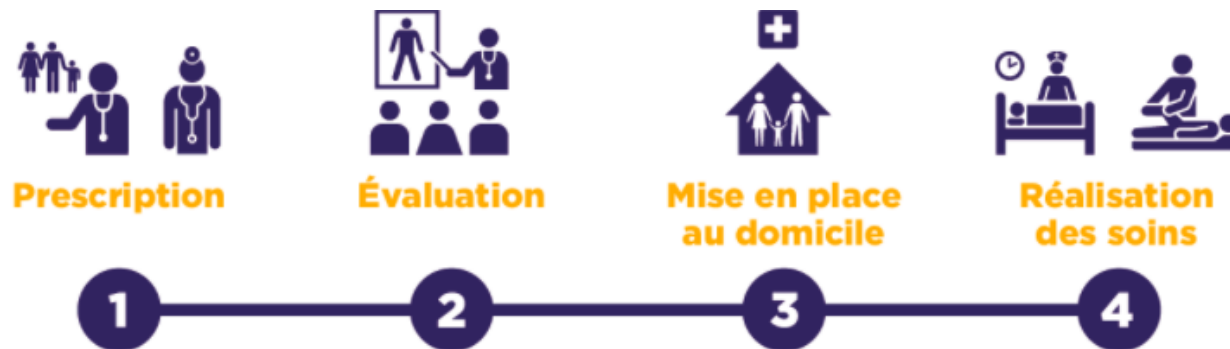 Prescription
Évaluation
Mise en place
au domicile
Réalisation
des soins
1
2
3
4